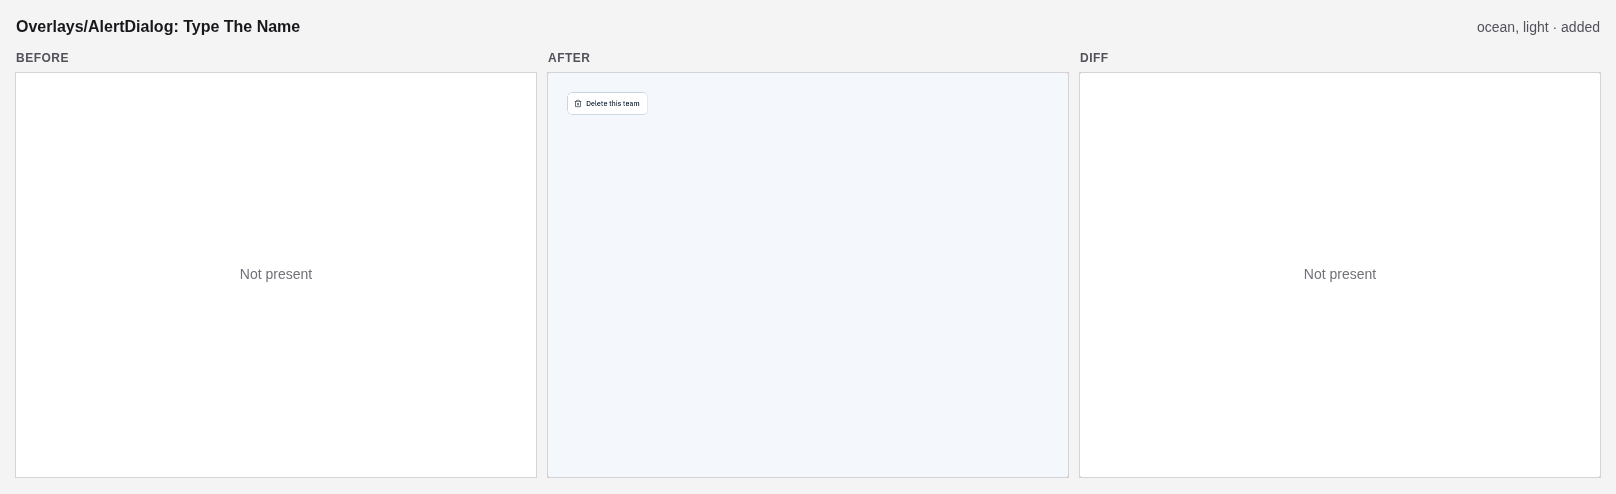 Overlays/AlertDialog: Type The Name
ocean, light · added
BEFORE
AFTER
DIFF
Not present
Delete this team
Not present